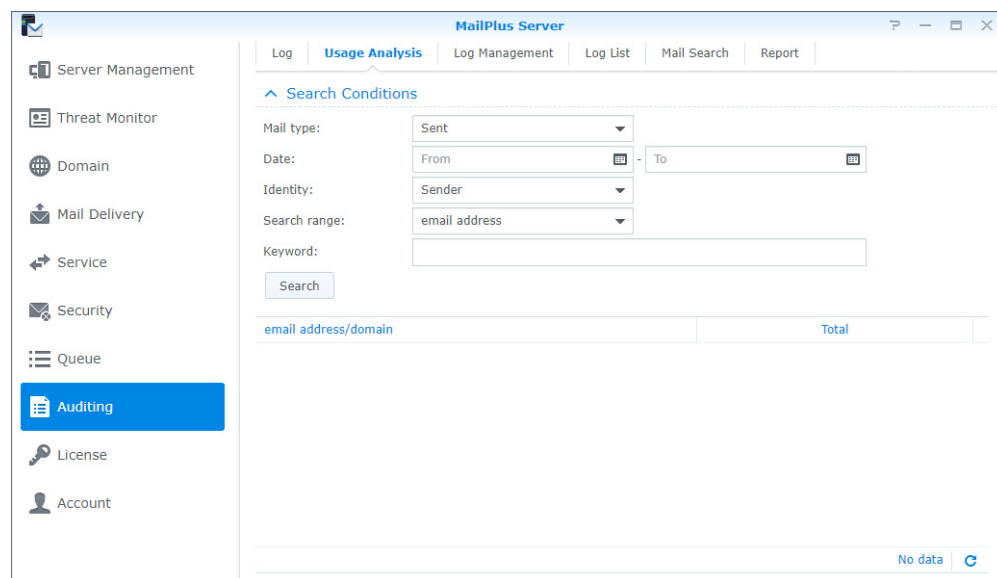 MailPlus Server
Server Management
Threat Monitor
Domain
Mail Delivery
Service
Security
Queue
Auditing
License
Account
Log Usage Analysis Log Management Log List Mail Search Report
Search Conditions
Mail type: Sent
Date: From - To
Identity: Sender
Search range: email address
Keyword:
Search
email address/domain Total
No data